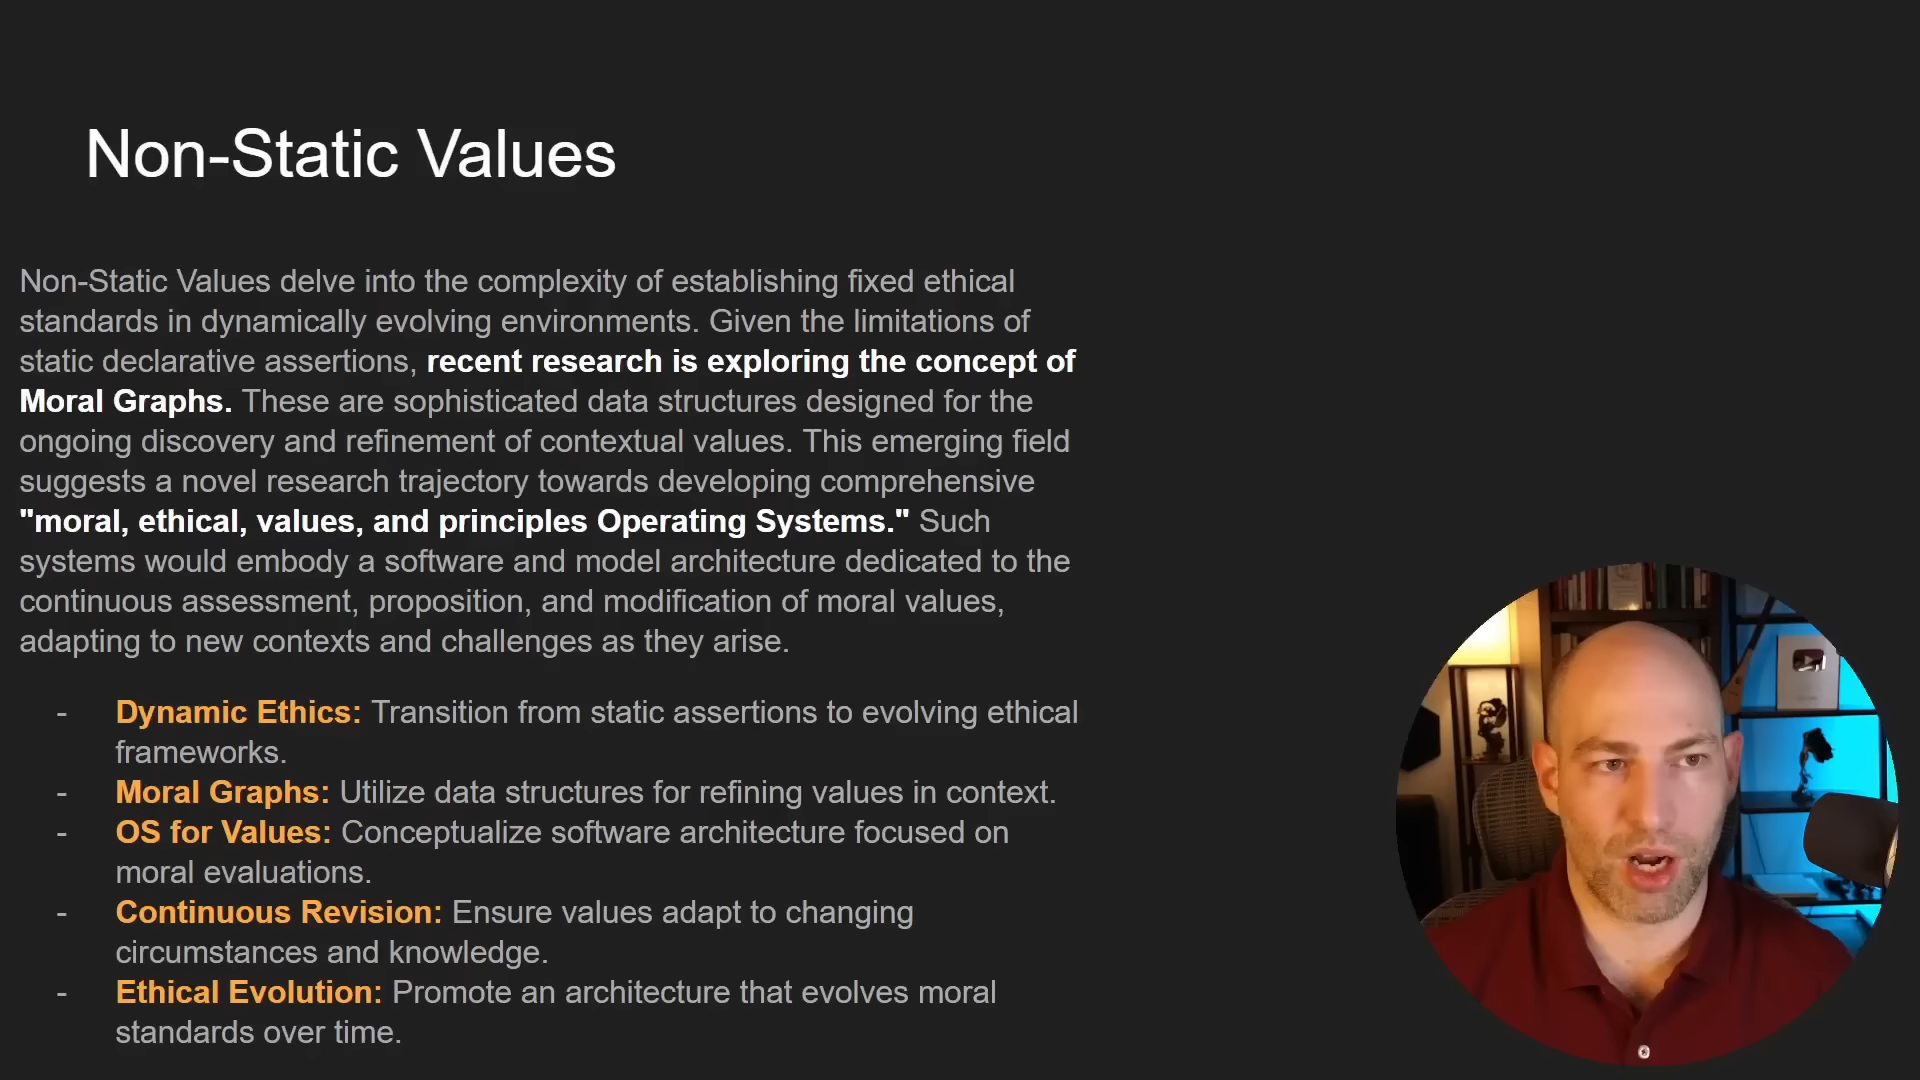 Non-Static Values
Non-Static Values delve into the complexity of establishing fixed ethical
standards in dynamically evolving environments. Given the limitations of
static declarative assertions, recent research is exploring the concept of
Moral Graphs. These are sophisticated data structures designed for the
ongoing discovery and refinement of contextual values. This emerging field
suggests a novel research trajectory towards developing comprehensive
"moral, ethical, values, and principles Operating Systems." Such
systems would embody a software and model architecture dedicated to the
continuous assessment, proposition, and modification of moral values,
adapting to new contexts and challenges as they arise.
- Dynamic Ethics: Transition from static assertions to evolving ethical
frameworks.
- Moral Graphs: Utilize data structures for refining values in context.
- OS for Values: Conceptualize software architecture focused on
moral evaluations.
- Continuous Revision: Ensure values adapt to changing
circumstances and knowledge.
- Ethical Evolution: Promote an architecture that evolves moral
standards over time.